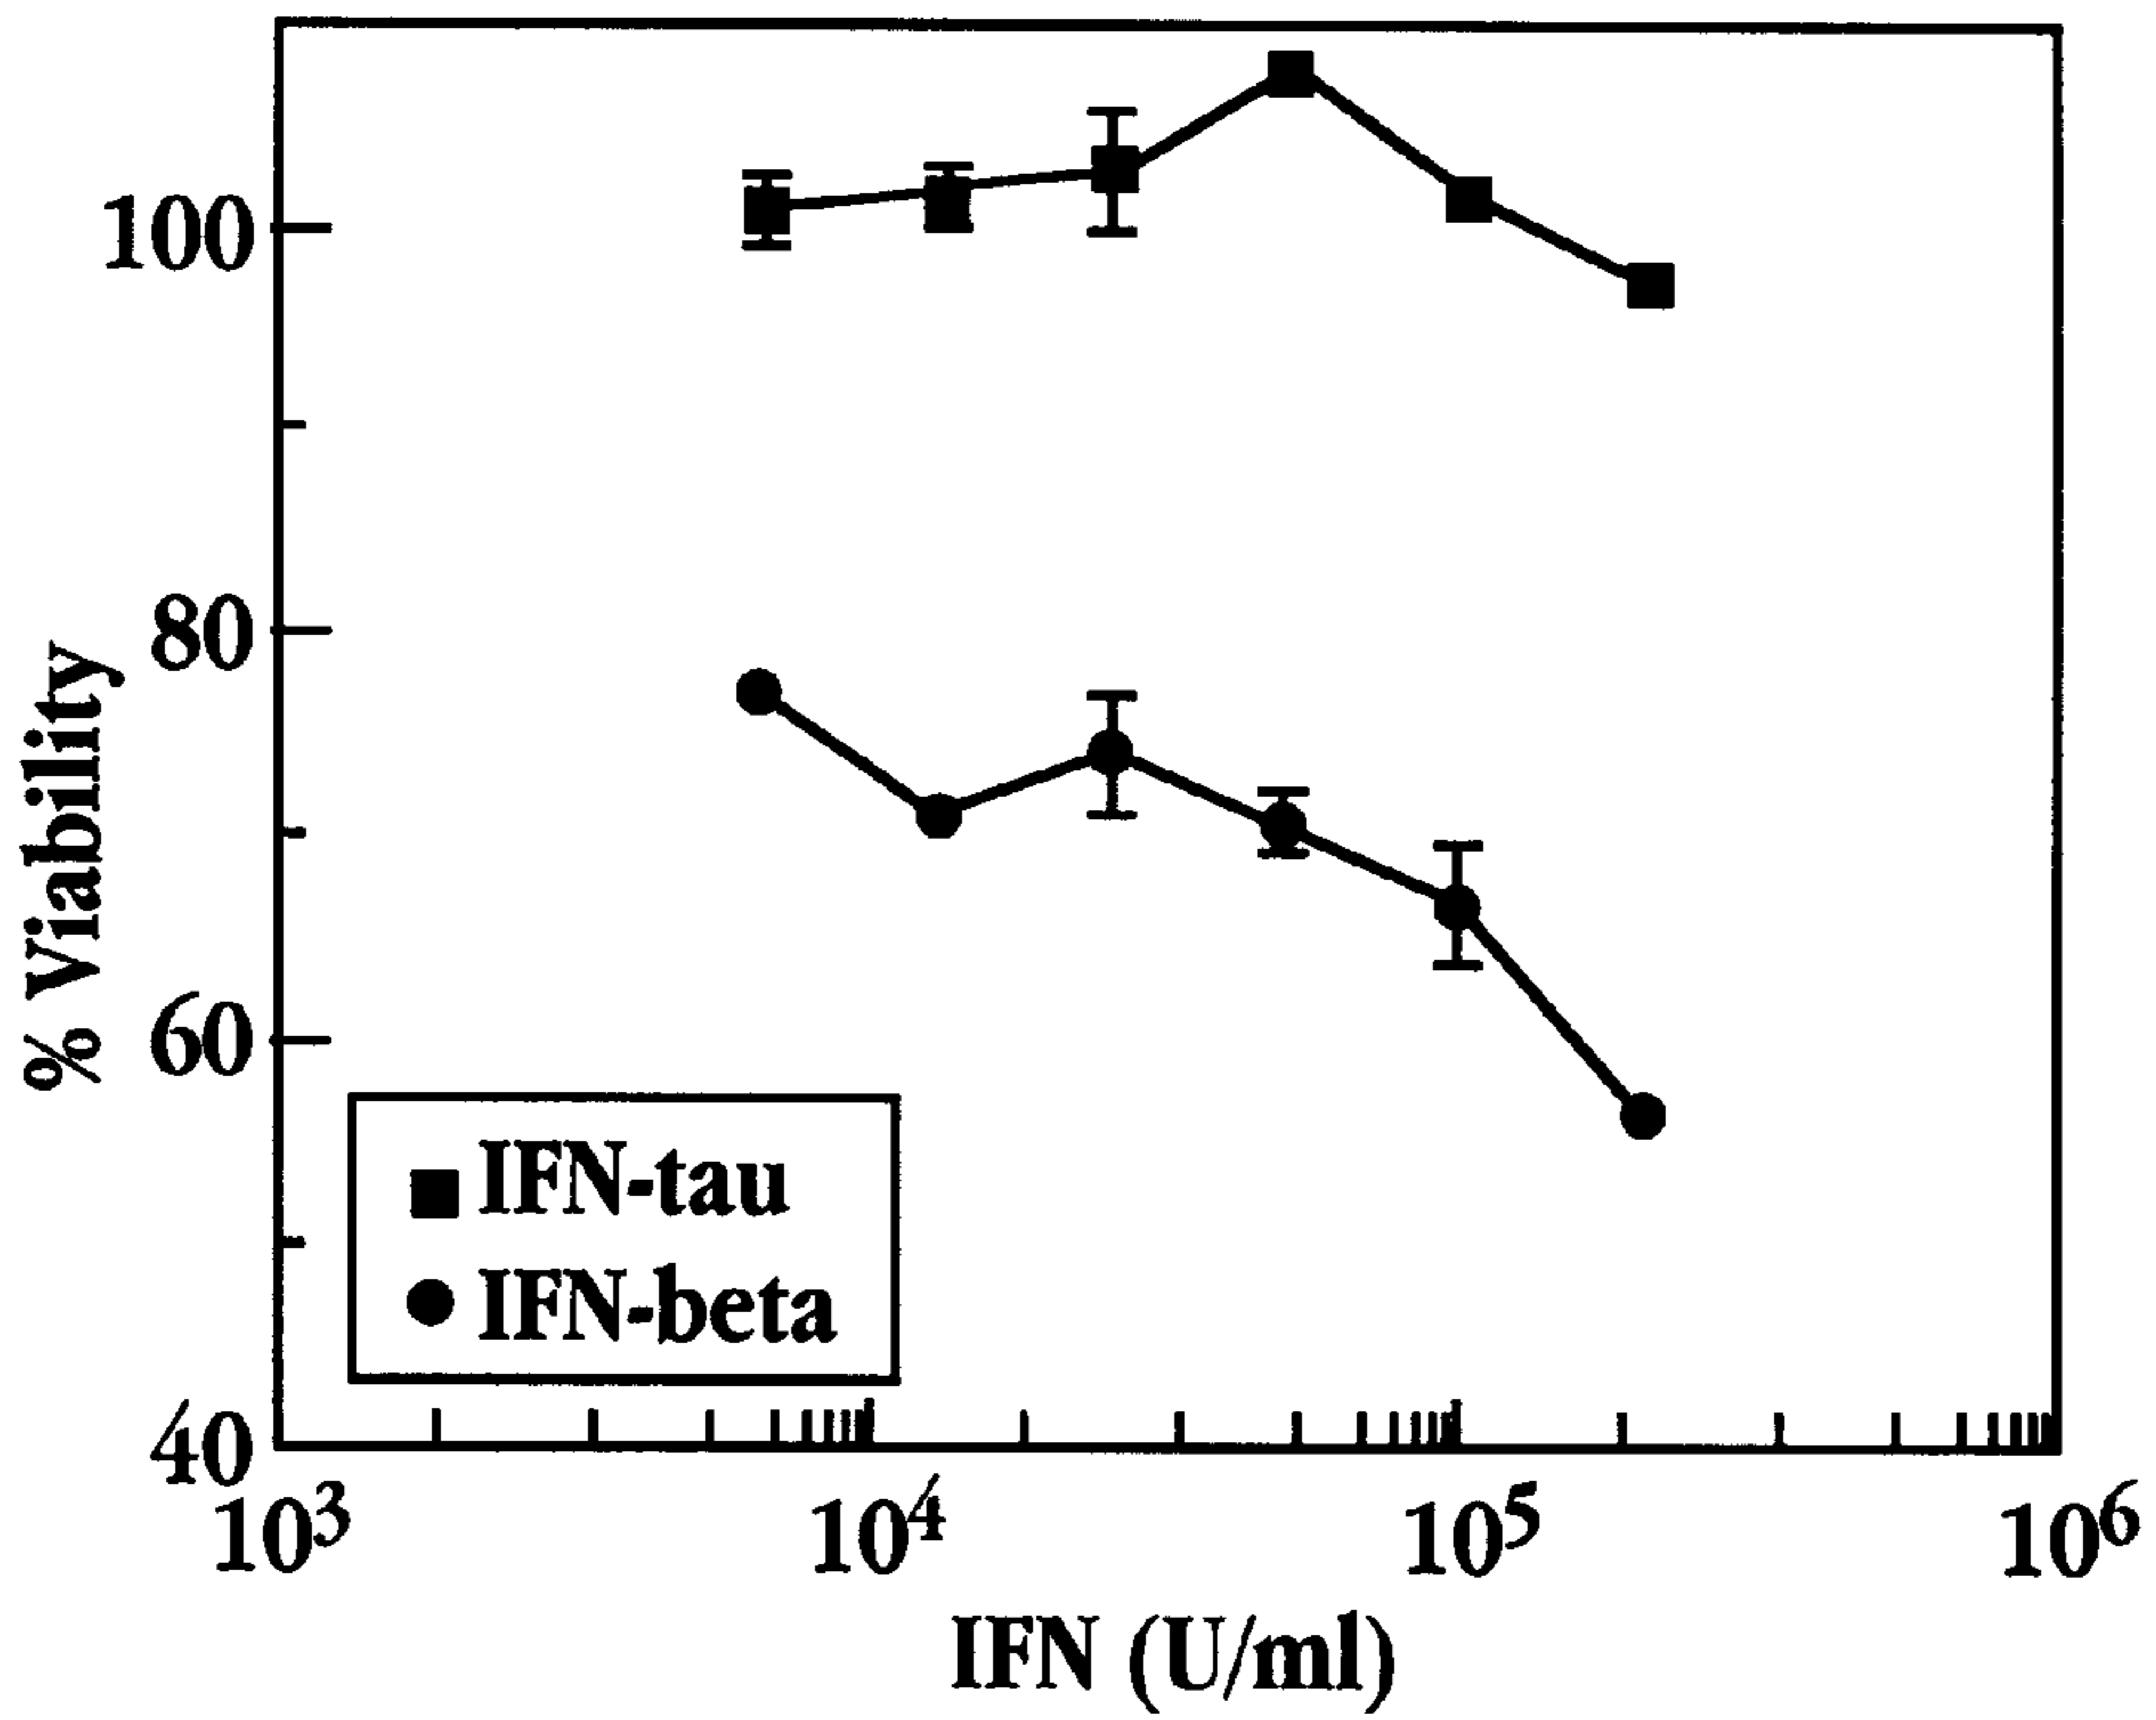 100
80
60
40
% Viability
IFN-tau
IFN-beta
10³
10⁴
10⁵
10⁶
IFN (U/ml)